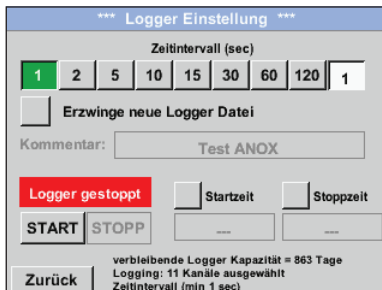 *** Logger Einstellung ***
Zeitintervall (sec)
1 2 5 10 15 30 60 120 1
Erzwinge neue Logger Datei
Kommentar: Test ANOX
Logger gestoppt Startzeit Stoppzeit
START STOPP --- ---
verbleibende Logger Kapazität = 863 Tage
Logging: 11 Kanäle ausgewählt
Zurück Zeitintervall (min 1 sec)